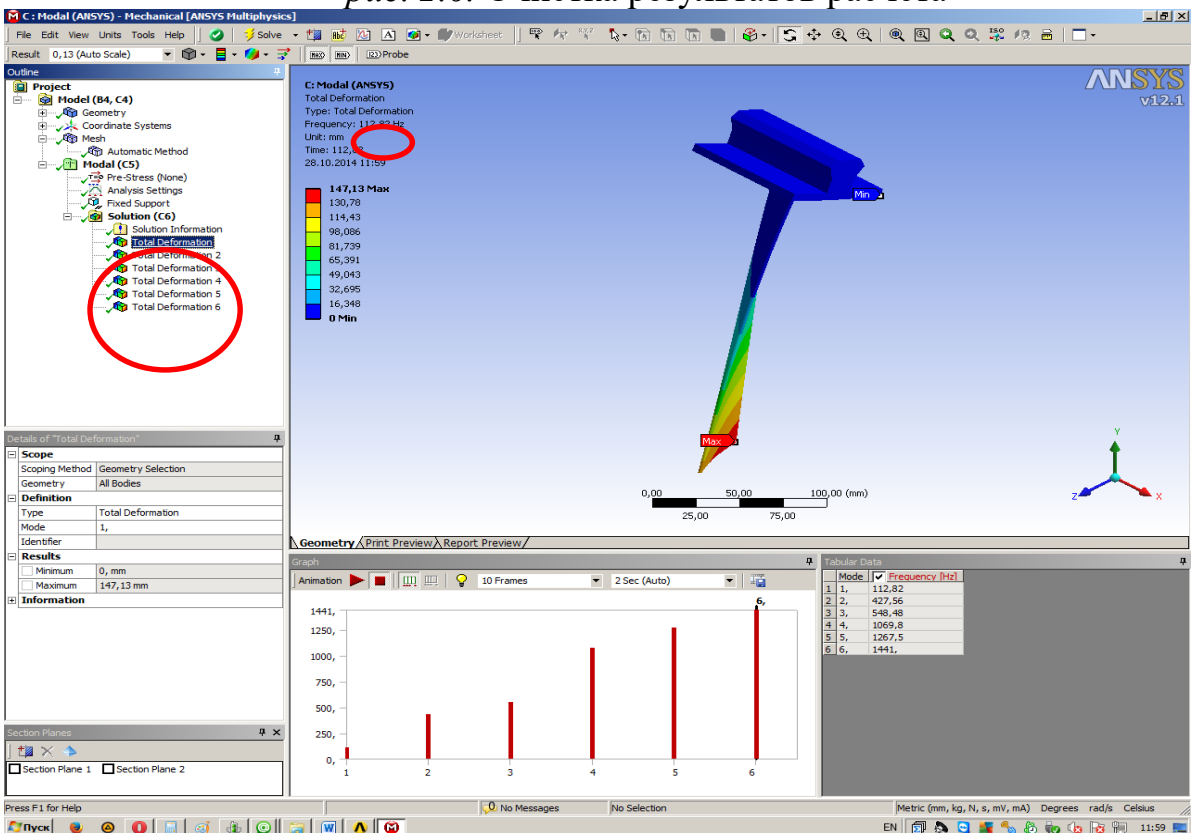 C : Modal (ANSYS) - Mechanical [ANSYS Multiphysics]
File Edit View Units Tools Help Solve Worksheet
Result 0,13 (Auto Scale) Probe
Outline
Project
Model (B4, C4)
Geometry
Coordinate Systems
Mesh
Automatic Method
Modal (C5)
Pre-Stress (None)
Analysis Settings
Fixed Support
Solution (C6)
Solution Information
Total Deformation
Total Deformation 2
Total Deformation
Total Deformation 4
Total Deformation 5
Total Deformation 6
C: Modal (ANSYS)
Total Deformation
Type: Total Deformation
Frequency: 112,82 Hz
Unit: mm
Time: 112,82
28.10.2014 11:59
147,13 Max
130,78
114,43
98,086
81,739
65,391
49,043
32,695
16,348
0 Min
ANSYS
v12.1
Min
Max
0,00 50,00 100,00 (mm)
25,00 75,00
Y
Z X
Geometry Print Preview Report Preview
Details of "Total Deformation"
Scope
Scoping Method Geometry Selection
Geometry All Bodies
Definition
Type Total Deformation
Mode 1,
Identifier
Results
Minimum 0, mm
Maximum 147,13 mm
Information
Graph
Animation 10 Frames 2 Sec (Auto)
6,
1441,
1250,
1000,
750,
500,
250,
0,
1 2 3 4 5 6
Tabular Data
Mode Frequency [Hz]
1 1, 112,82
2 2, 427,56
3 3, 548,48
4 4, 1069,8
5 5, 1267,5
6 6, 1441,
Section Planes
Section Plane 1 Section Plane 2
Press F1 for Help 0 No Messages No Selection Metric (mm, kg, N, s, mV, mA) Degrees rad/s Celsius
Пуск EN 11:59